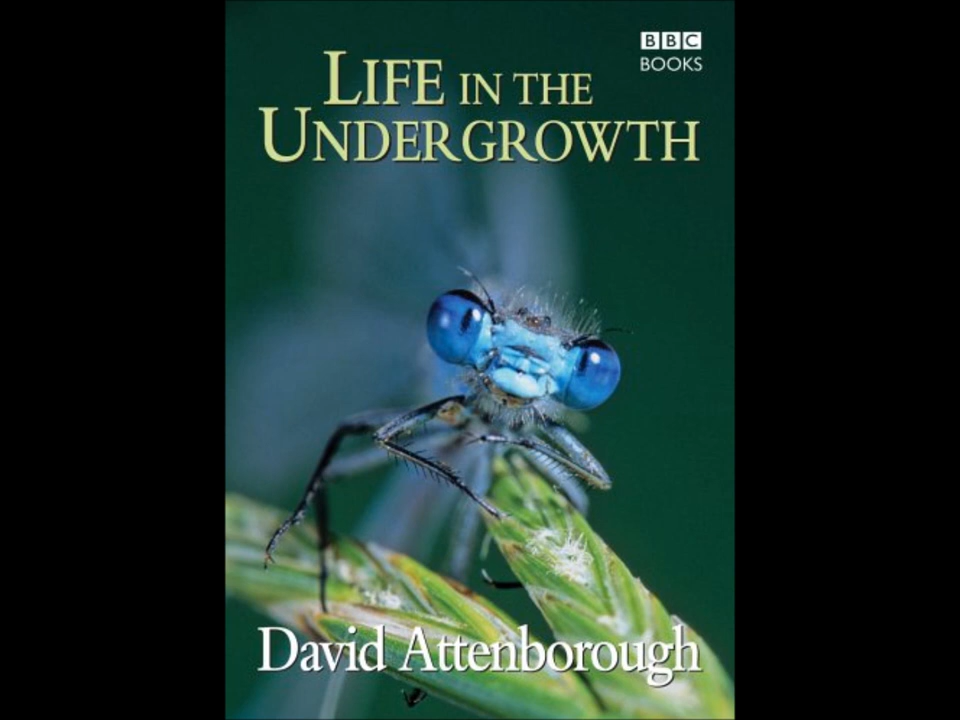 BBC
BOOKS
LIFE IN THE
UNDERGROWTH
David Attenborough